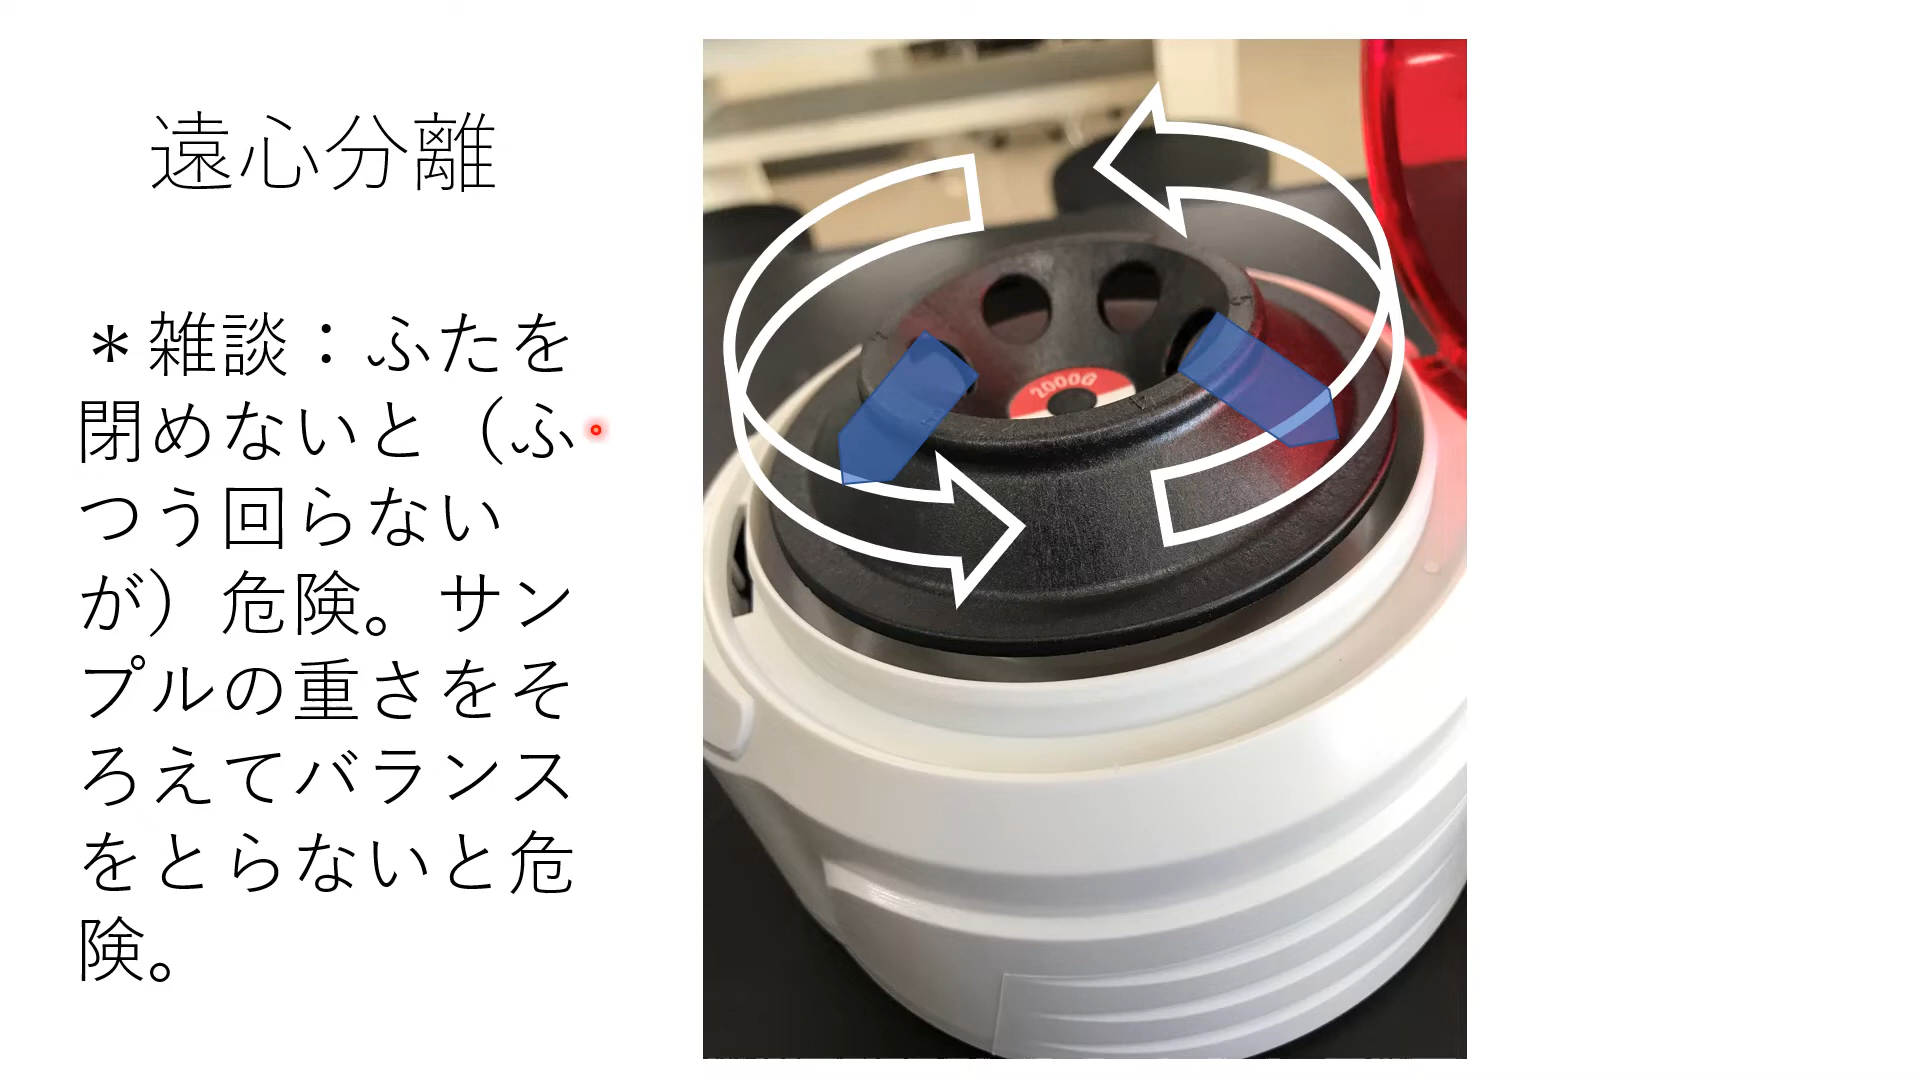 遠心分離
＊雑談：ふたを
閉めないと（ふ
つう回らない
が）危険。サン
プルの重さをそ
ろえてバランス
をとらないと危
険。
2000G